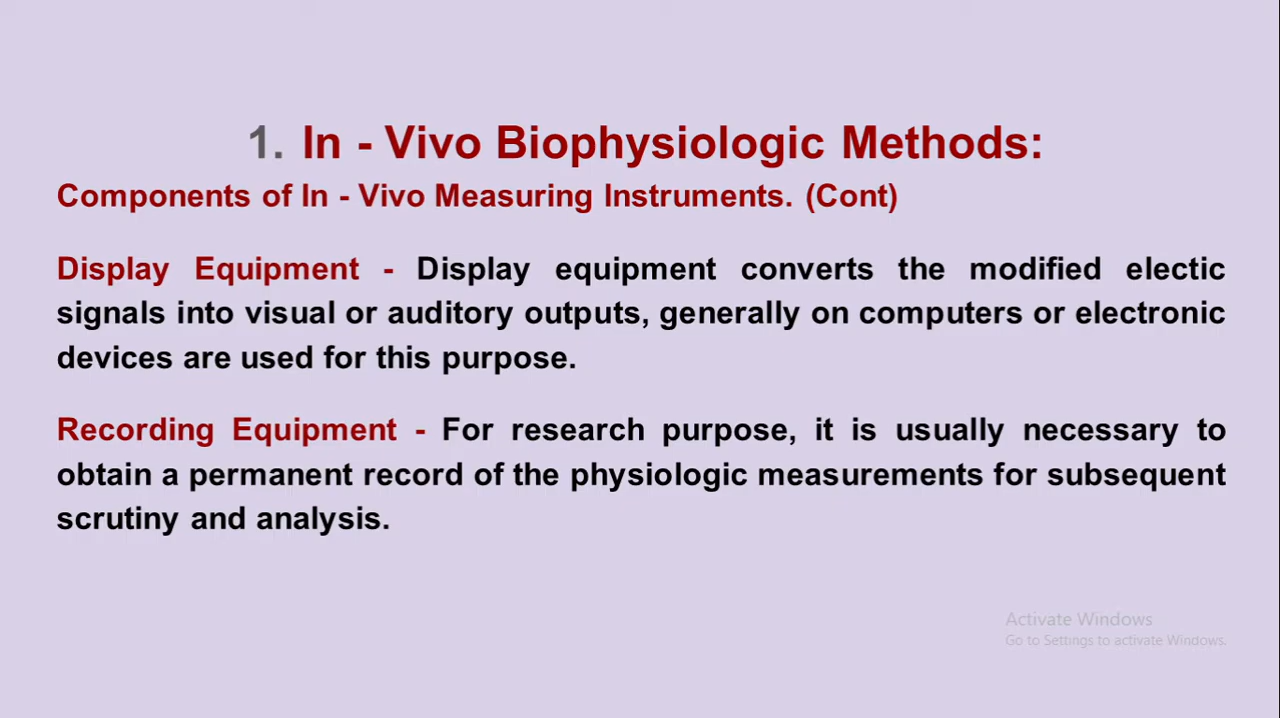 1. In - Vivo Biophysiologic Methods:
Components of In - Vivo Measuring Instruments. (Cont)
Display Equipment - Display equipment converts the modified electic
signals into visual or auditory outputs, generally on computers or electronic
devices are used for this purpose.
Recording Equipment - For research purpose, it is usually necessary to
obtain a permanent record of the physiologic measurements for subsequent
scrutiny and analysis.
Activate Windows
Go to Settings to activate Windows.